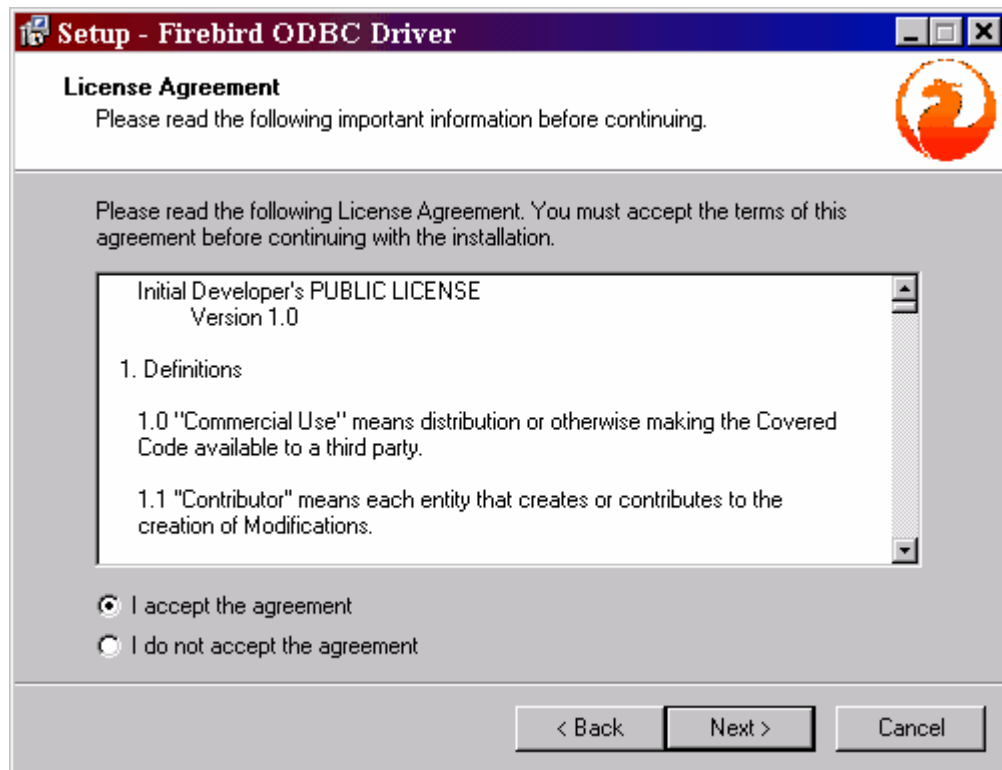 Setup - Firebird ODBC Driver
License Agreement
Please read the following important information before continuing.
Please read the following License Agreement. You must accept the terms of this
agreement before continuing with the installation.
Initial Developer's PUBLIC LICENSE
Version 1.0
1. Definitions
1.0 "Commercial Use" means distribution or otherwise making the Covered
Code available to a third party.
1.1 "Contributor" means each entity that creates or contributes to the
creation of Modifications.
I accept the agreement
I do not accept the agreement
< Back Next > Cancel